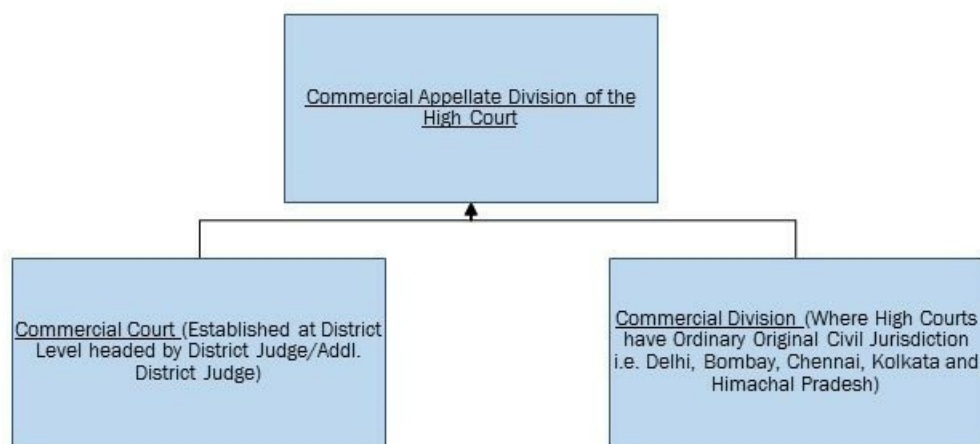 Commercial Appellate Division of the
High Court
Commercial Court (Established at District
Level headed by District Judge/Addl.
District Judge)
Commercial Division (Where High Courts
have Ordinary Original Civil Jurisdiction
i.e. Delhi, Bombay, Chennai, Kolkata and
Himachal Pradesh)